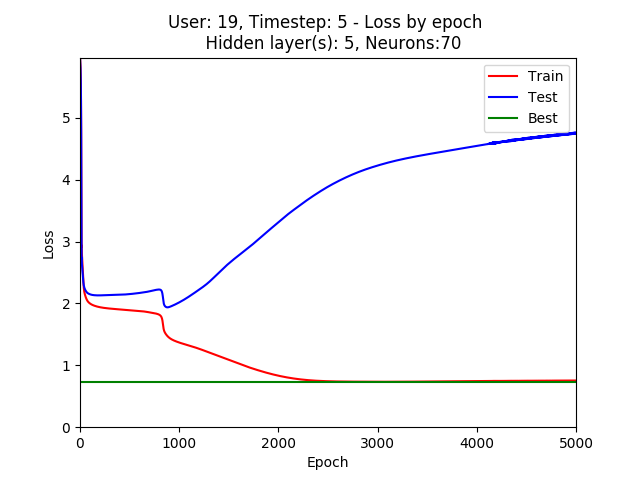 User: 19, Timestep: 5 - Loss by epoch
Hidden layer(s): 5, Neurons:70
Train
Test
Best
5
4
3
2
1
0
Loss
0 1000 2000 3000 4000 5000
Epoch